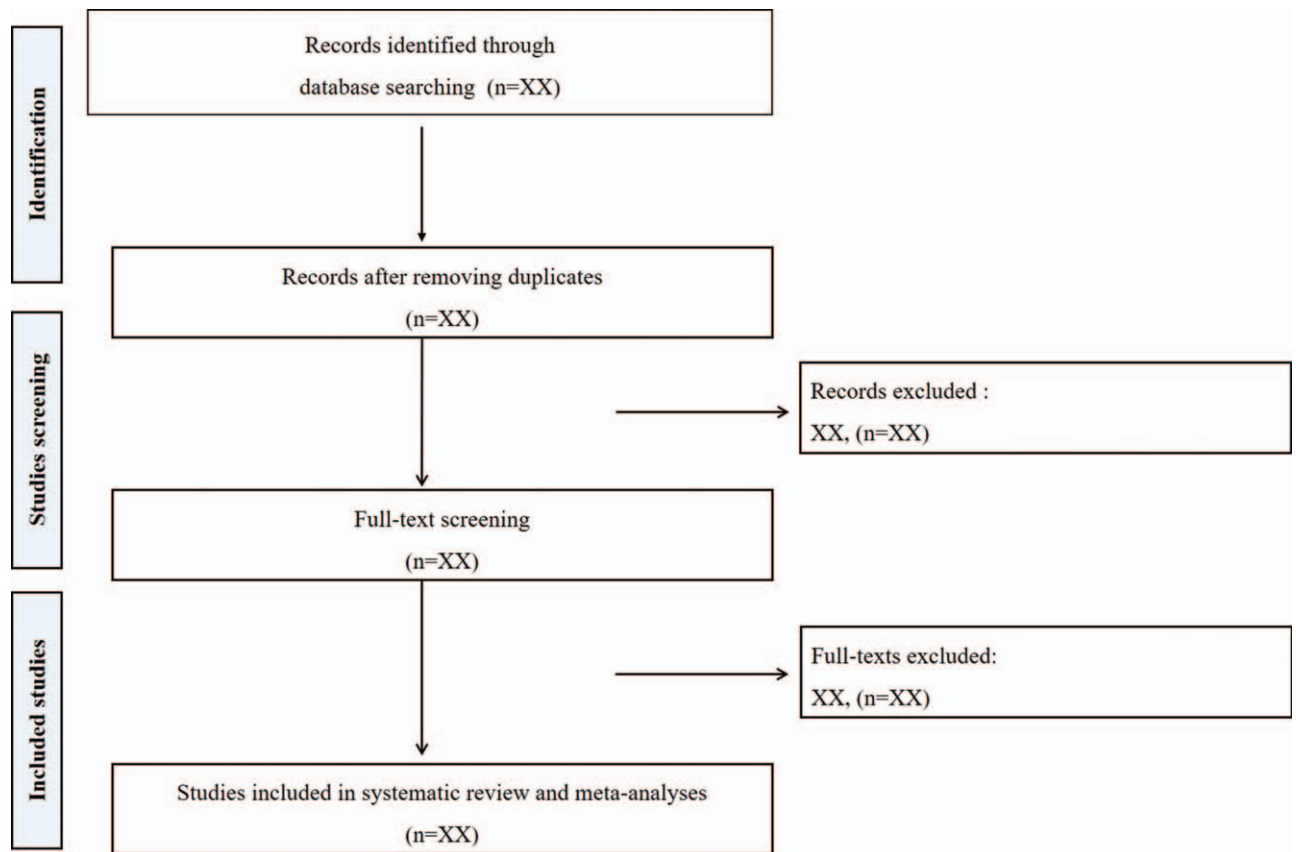 Identification
Records identified through
database searching (n=XX)
Records after removing duplicates
(n=XX)
Studies screening
Records excluded :
XX, (n=XX)
Full-text screening
(n=XX)
Included studies
Full-texts excluded:
XX, (n=XX)
Studies included in systematic review and meta-analyses
(n=XX)